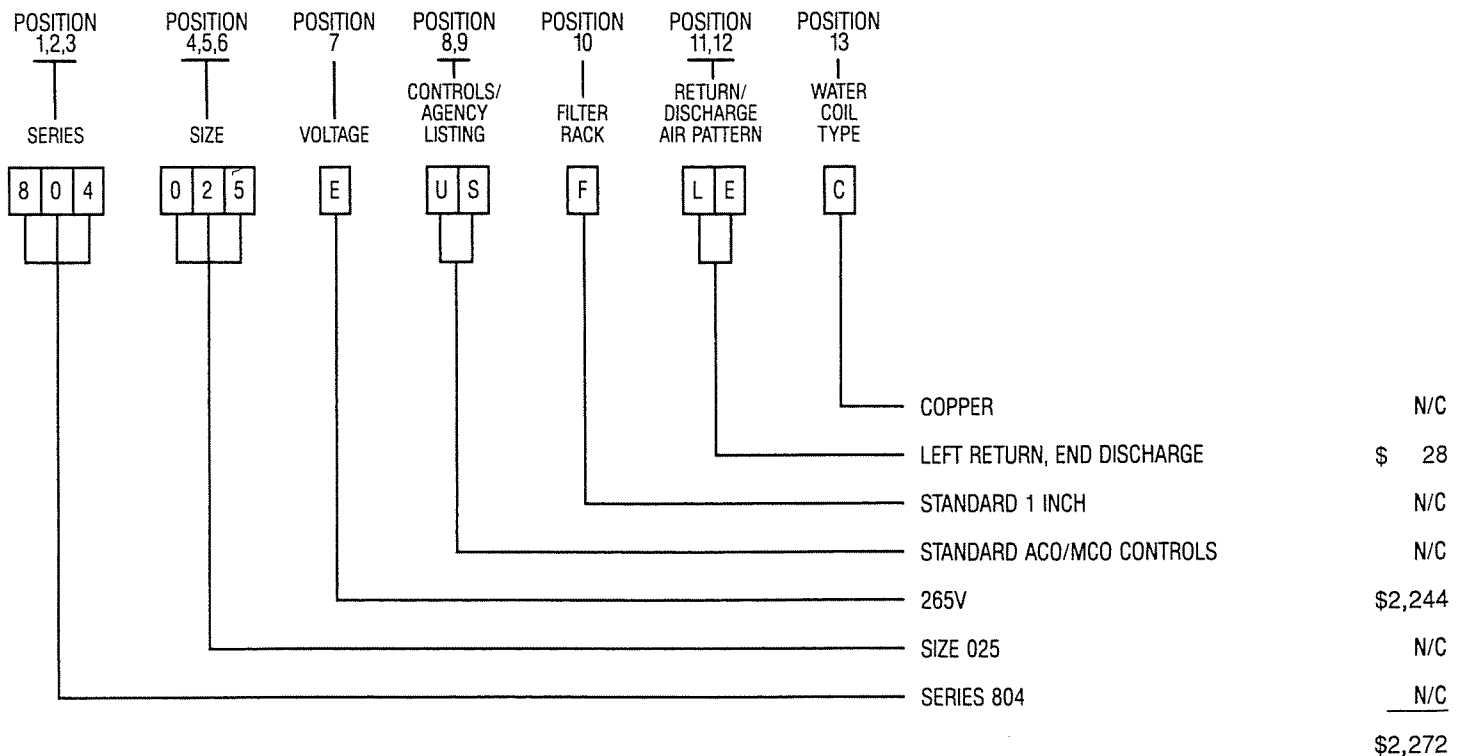 POSITION POSITION POSITION POSITION POSITION POSITION POSITION
1,2,3 4,5,6 7 8,9 10 11,12 13
SERIES SIZE VOLTAGE CONTROLS/ AGENCY LISTING FILTER RACK RETURN/ DISCHARGE AIR PATTERN WATER COIL TYPE
8 0 4 0 2 5 E U S F L E C
COPPER N/C
LEFT RETURN, END DISCHARGE $ 28
STANDARD 1 INCH N/C
STANDARD ACO/MCO CONTROLS N/C
265V $2,244
SIZE 025 N/C
SERIES 804 N/C
$2,272